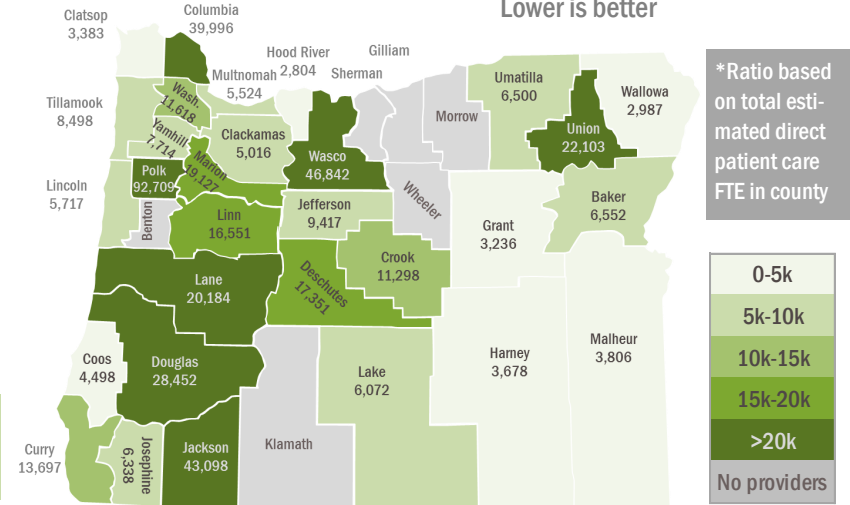 Lower is better
Clatsop
3,383
Columbia
39,996
Hood River
2,804
Gilliam
Sherman
Multnomah
5,524
Tillamook
8,498
Wash.
11,618
Yamhill
7,714
Clackamas
5,016
Marion
19,127
Polk
92,709
Lincoln
5,717
Benton
Linn
16,551
Wasco
46,842
Morrow
Umatilla
6,500
Union
22,103
Wallowa
2,987
Wheeler
Jefferson
9,417
Grant
3,236
Baker
6,552
Crook
11,298
Deschutes
17,351
Lane
20,184
Coos
4,498
Douglas
28,452
Lake
6,072
Harney
3,678
Malheur
3,806
Curry
13,697
Josephine
6,338
Jackson
43,098
Klamath
*Ratio based
on total esti-
mated direct
patient care
FTE in county
0-5k
5k-10k
10k-15k
15k-20k
>20k
No providers